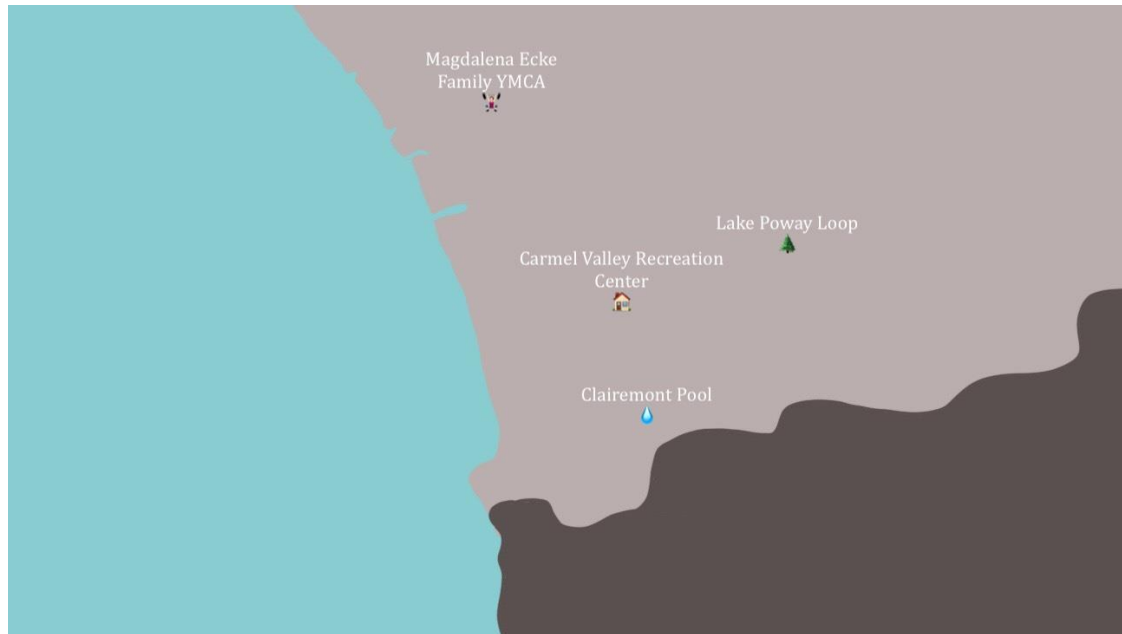 Magdalena Ecke
Family YMCA
Lake Poway Loop
Carmel Valley Recreation
Center
Clairemont Pool